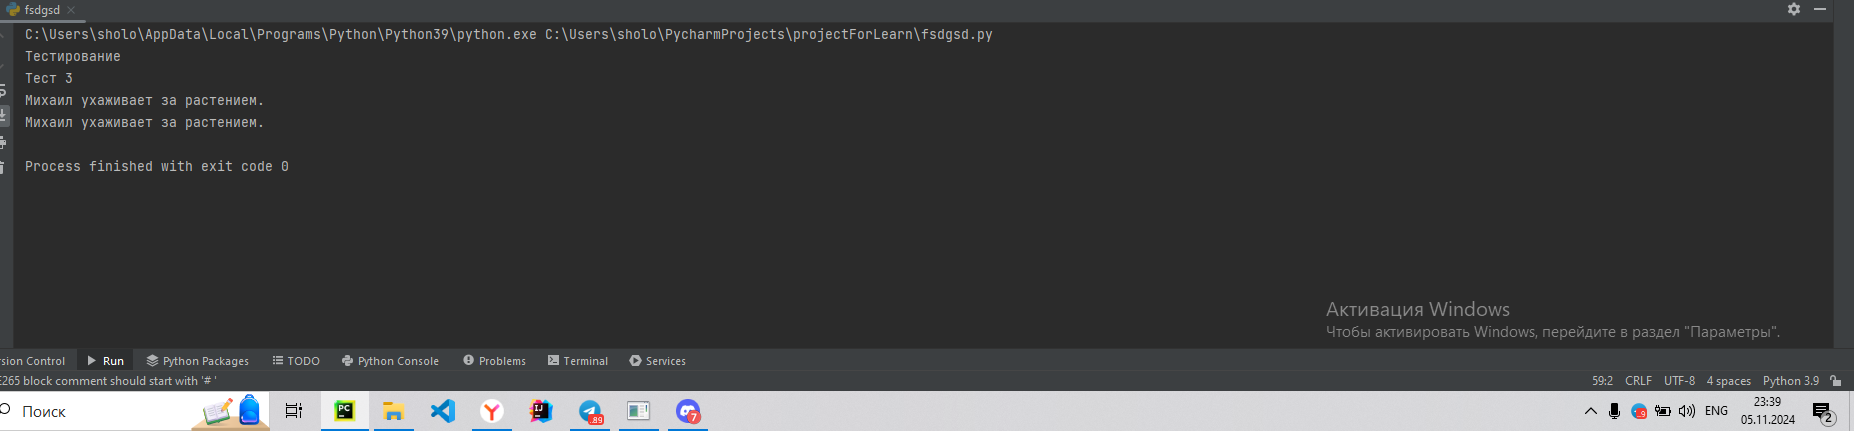 fsdgsd
C:\Users\sholo\AppData\Local\Programs\Python\Python39\python.exe C:\Users\sholo\PycharmProjects\projectForLearn\fsdgsd.py
Тестирование
Тест 3
Михаил ухаживает за растением.
Михаил ухаживает за растением.
Process finished with exit code 0
Активация Windows
Чтобы активировать Windows, перейдите в раздел "Параметры".
rsion Control Run Python Packages TODO Python Console Problems Terminal Services
E265 block comment should start with '# ' 59:2 CRLF UTF-8 4 spaces Python 3.9
Поиск PC Y IJ 89 7 9 ENG 23:39
05.11.2024 2